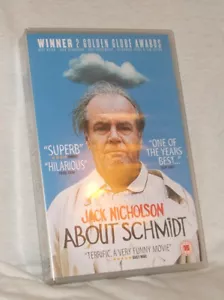 WINNER 2 GOLDEN GLOBE AWARDS
"SUPERB"
"HILARIOUS"
"ONE OF
THE YEARS
BEST..."
JACK NICHOLSON
ABOUT SCHMIDT
"TERRIFIC, A VERY FUNNY MOVIE"
15